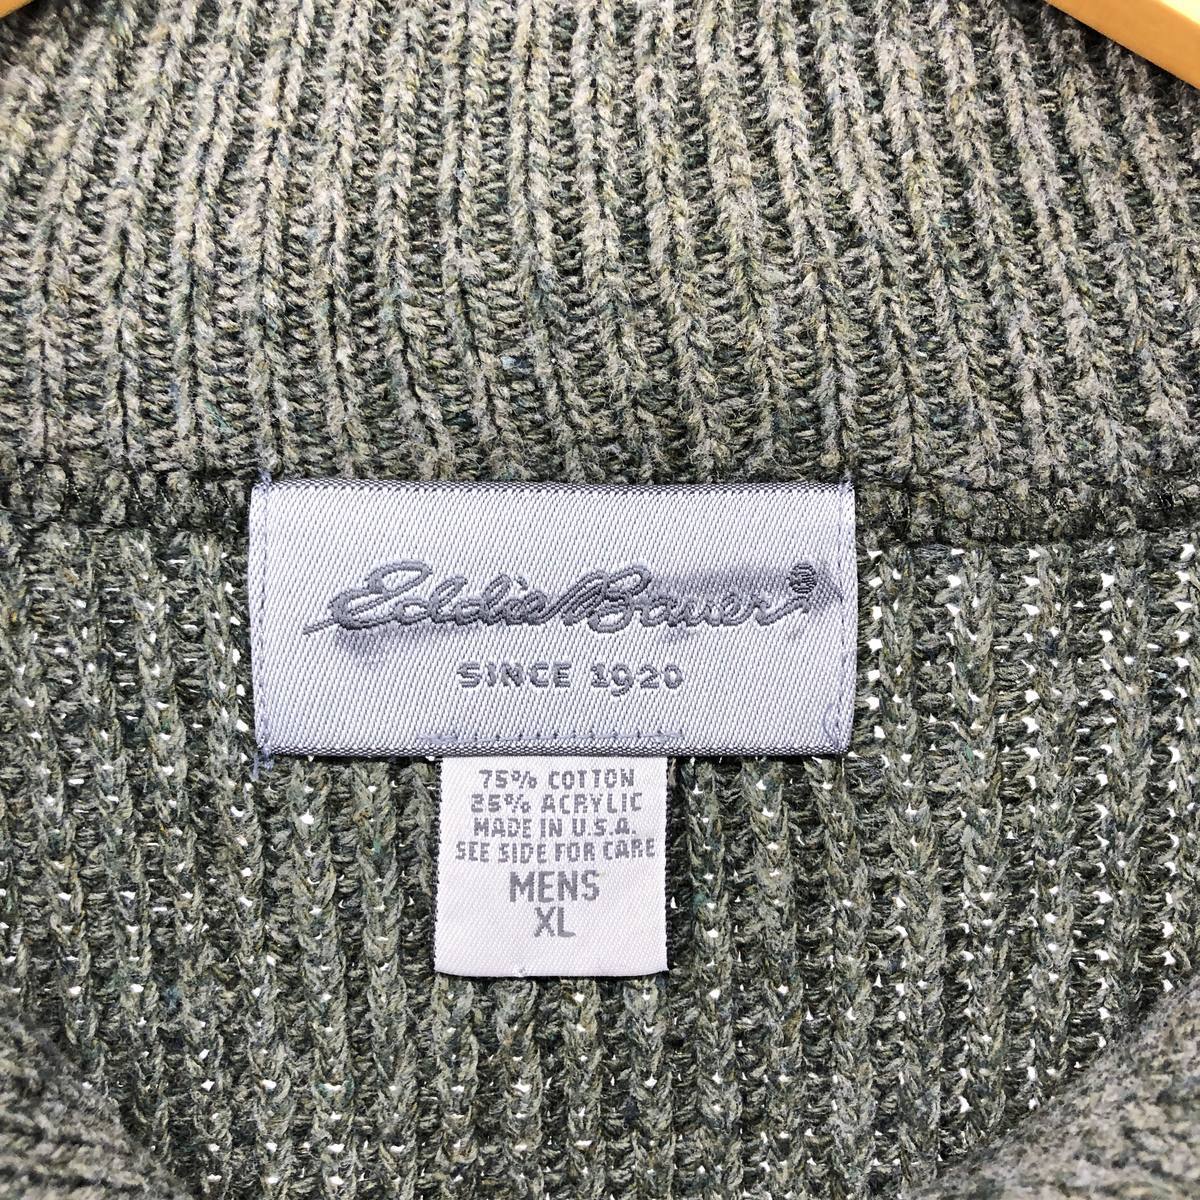 Eddie Bauer
SINCE 1920
75% COTTON
25% ACRYLIC
MADE IN U.S.A.
SEE SIDE FOR CARE
MENS
XL